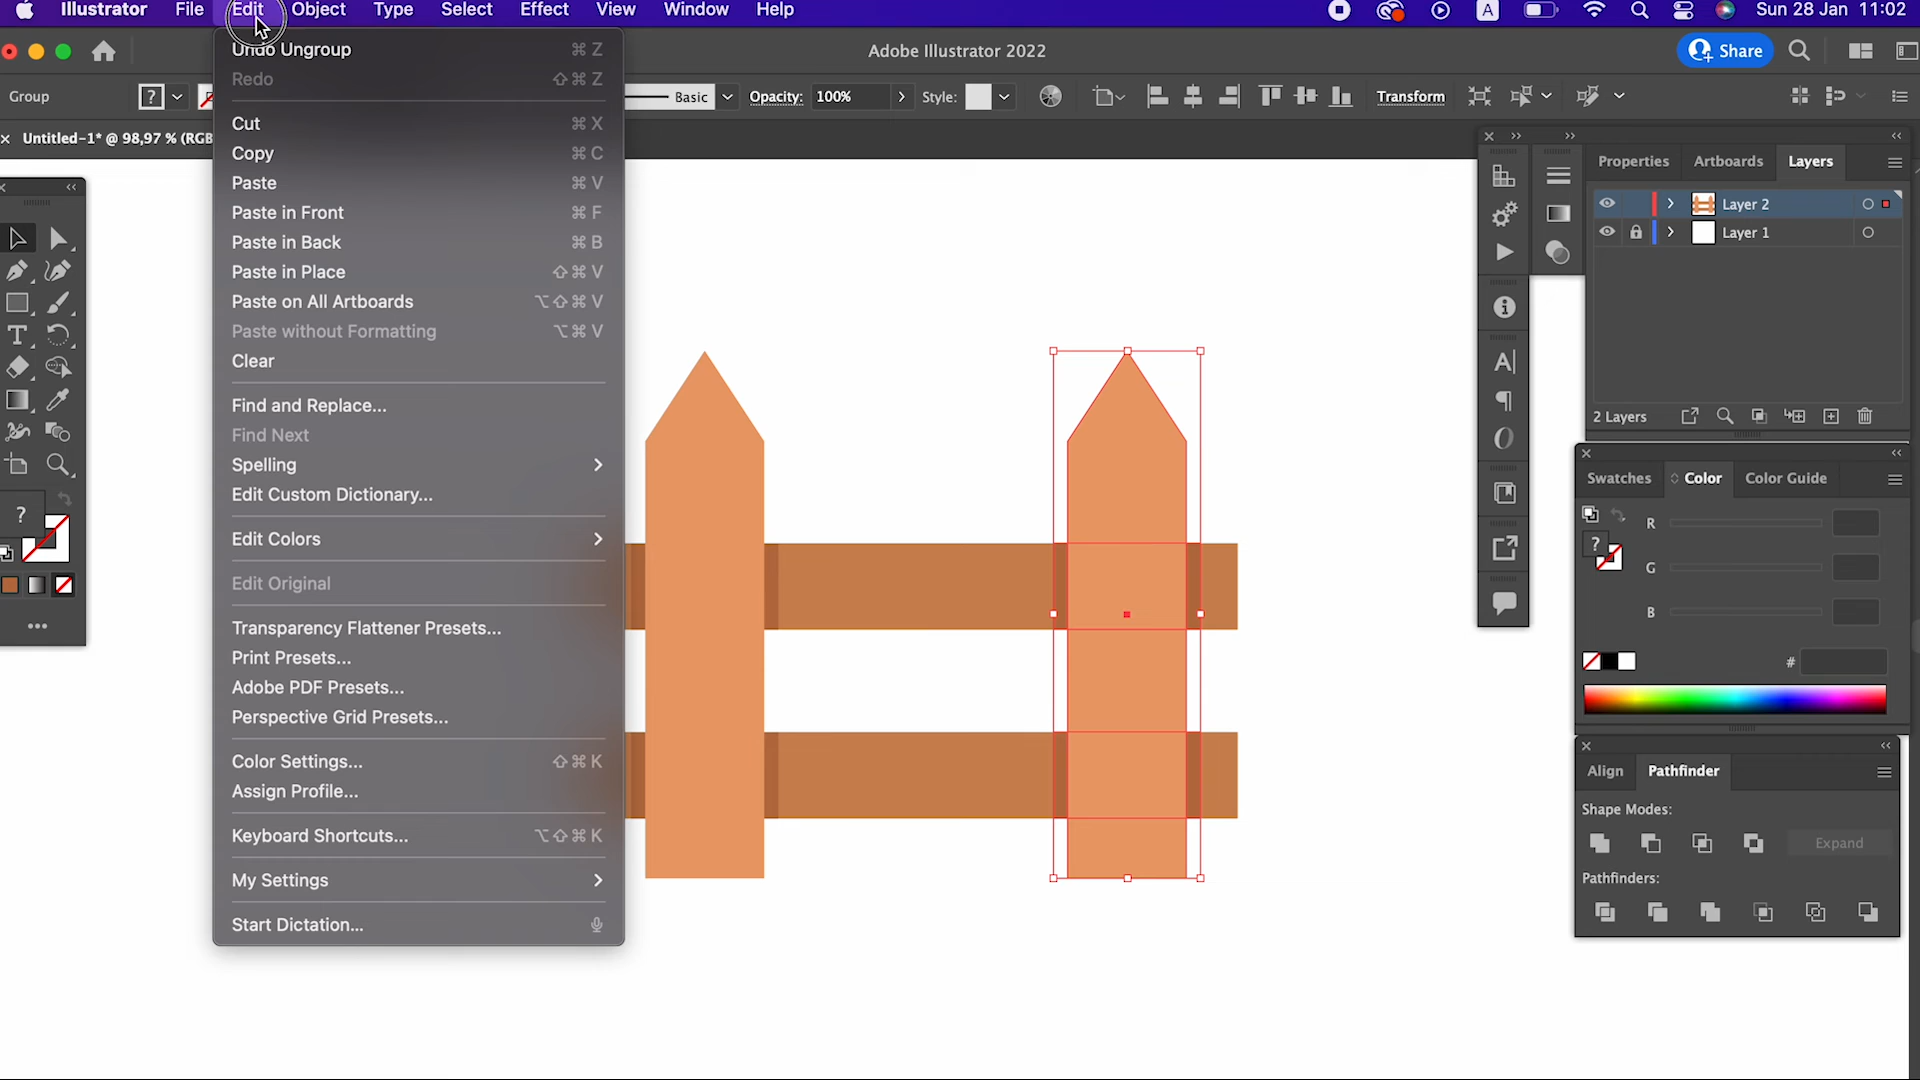 Illustrator File Edit Object Type Select Effect View Window Help A Sun 28 Jan 11:02
Adobe Illustrator 2022 Share
Group ? Basic Opacity: 100% Style: Transform
× Untitled-1* @ 98,97 % (RGB
Undo Ungroup ⌘ Z
Redo ⇧⌘ Z
Cut ⌘ X
Copy ⌘ C
Paste ⌘ V
Paste in Front ⌘ F
Paste in Back ⌘ B
Paste in Place ⇧⌘ V
Paste on All Artboards ⌥⇧⌘ V
Paste without Formatting ⌥⌘ V
Clear
Find and Replace...
Find Next
Spelling
Edit Custom Dictionary...
Edit Colors
Edit Original
Transparency Flattener Presets...
Print Presets...
Adobe PDF Presets...
Perspective Grid Presets...
Color Settings... ⇧⌘ K
Assign Profile...
Keyboard Shortcuts... ⌥⇧⌘ K
My Settings
Start Dictation...
?
Properties Artboards Layers
Layer 2
Layer 1
2 Layers
Swatches Color Color Guide
R
?
G
B
#
Align Pathfinder
Shape Modes:
Expand
Pathfinders: